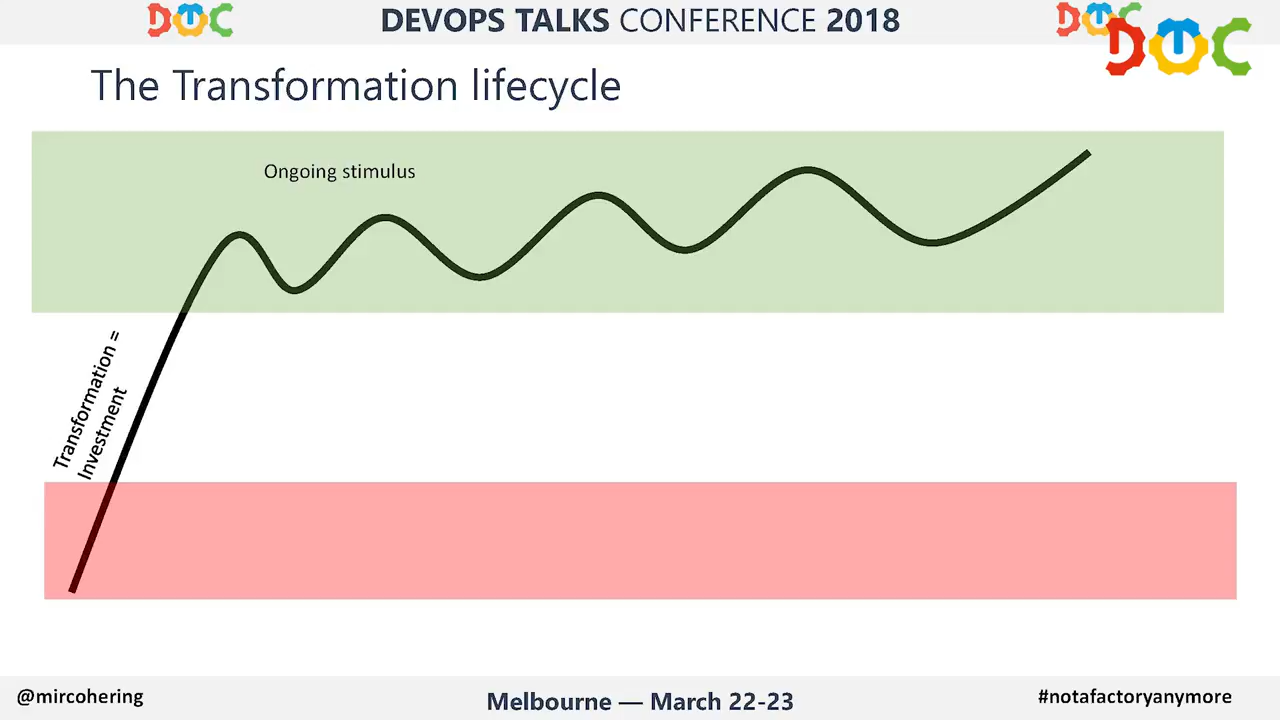 DOC
DEVOPS TALKS CONFERENCE 2018
DOC
DOC
The Transformation lifecycle
Ongoing stimulus
Transformation =
Investment
@mircohering
Melbourne — March 22-23
#notafactoryanymore